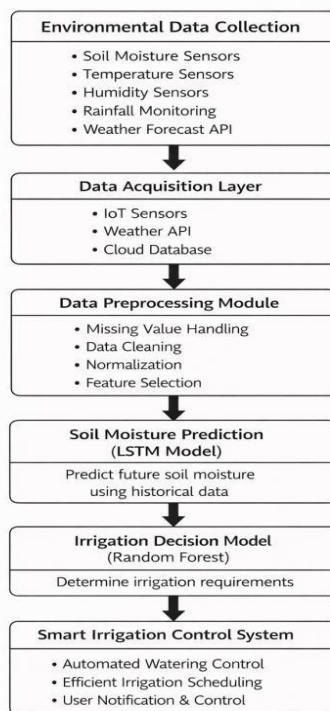 Environmental Data Collection
• Soil Moisture Sensors
• Temperature Sensors
• Humidity Sensors
• Rainfall Monitoring
• Weather Forecast API
Data Acquisition Layer
• IoT Sensors
• Weather API
• Cloud Database
Data Preprocessing Module
• Missing Value Handling
• Data Cleaning
• Normalization
• Feature Selection
Soil Moisture Prediction
(LSTM Model)
Predict future soil moisture
using historical data
Irrigation Decision Model
(Random Forest)
Determine irrigation requirements
Smart Irrigation Control System
• Automated Watering Control
• Efficient Irrigation Scheduling
• User Notification & Control